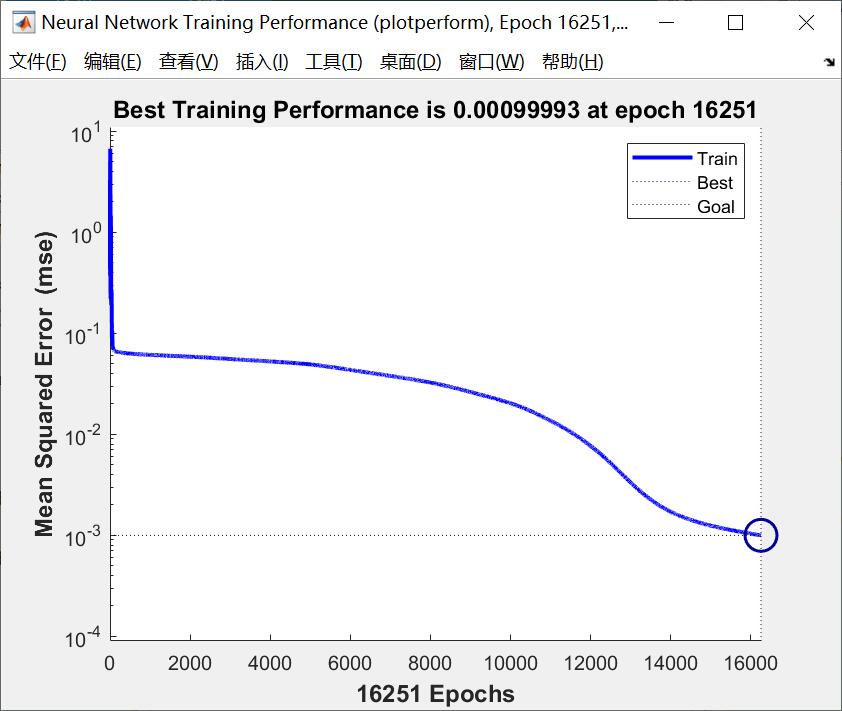 Neural Network Training Performance (plotperform), Epoch 16251,...
文件(F) 编辑(E) 查看(V) 插入(I) 工具(T) 桌面(D) 窗口(W) 帮助(H)
Best Training Performance is 0.00099993 at epoch 16251
Train
Best
Goal
Mean Squared Error (mse)
10^1
10^0
10^-1
10^-2
10^-3
10^-4
0 2000 4000 6000 8000 10000 12000 14000 16000
16251 Epochs